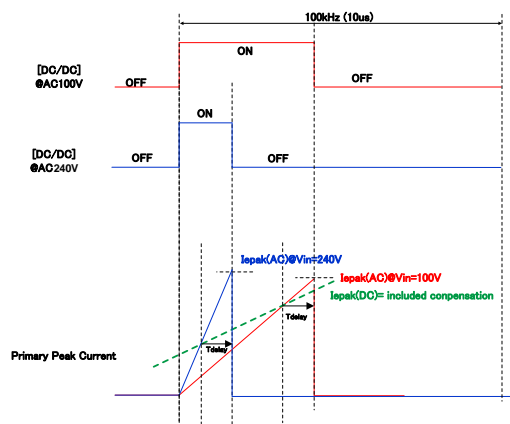 100kHz (10us)
ON
[DC/DC]
@AC100V
OFF
OFF
ON
[DC/DC]
@AC240V
OFF
OFF
Iepak(AC)@Vin=240V
Iepak(AC)@Vin=100V
Iepak(DC)= included conpensation
Tdelay
Tdelay
Primary Peak Current